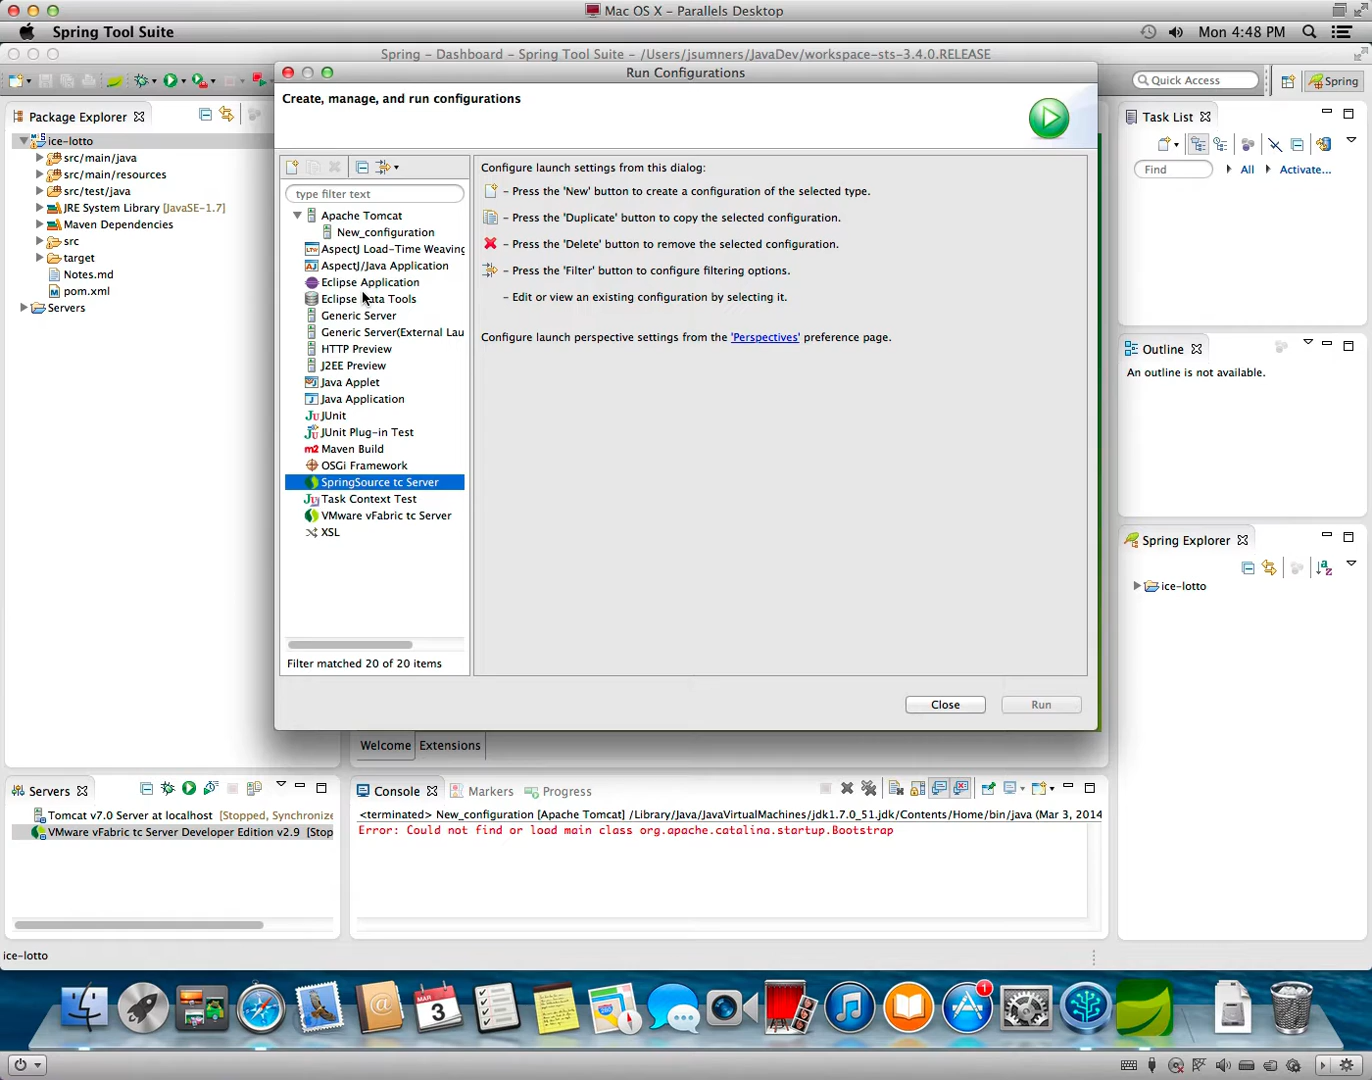 Mac OS X - Parallels Desktop
Spring Tool Suite
Mon 4:48 PM
Spring – Dashboard – Spring Tool Suite – /Users/jsumners/JavaDev/workspace-sts-3.4.0.RELEASE
Run Configurations
Quick Access
Spring
Create, manage, and run configurations
Package Explorer
ice-lotto
src/main/java
src/main/resources
src/test/java
JRE System Library [JavaSE-1.7]
Maven Dependencies
src
target
Notes.md
pom.xml
Servers
type filter text
Apache Tomcat
New_configuration
AspectJ Load-Time Weaving
AspectJ/Java Application
Eclipse Application
Eclipse Data Tools
Generic Server
Generic Server(External Lau
HTTP Preview
J2EE Preview
Java Applet
Java Application
JUnit
JUnit Plug-in Test
Maven Build
OSGi Framework
SpringSource tc Server
Task Context Test
VMware vFabric tc Server
XSL
Filter matched 20 of 20 items
Configure launch settings from this dialog:
– Press the 'New' button to create a configuration of the selected type.
– Press the 'Duplicate' button to copy the selected configuration.
– Press the 'Delete' button to remove the selected configuration.
– Press the 'Filter' button to configure filtering options.
– Edit or view an existing configuration by selecting it.
Configure launch perspective settings from the 'Perspectives' preference page.
Close
Run
Task List
Find
All
Activate...
Outline
An outline is not available.
Spring Explorer
ice-lotto
Welcome
Extensions
Servers
Tomcat v7.0 Server at localhost [Stopped, Synchronize
VMware vFabric tc Server Developer Edition v2.9 [Stop
Console
Markers
Progress
<terminated> New_configuration [Apache Tomcat] /Library/Java/JavaVirtualMachines/jdk1.7.0_51.jdk/Contents/Home/bin/java (Mar 3, 2014
Error: Could not find or load main class org.apache.catalina.startup.Bootstrap
ice-lotto
MAR
3
1